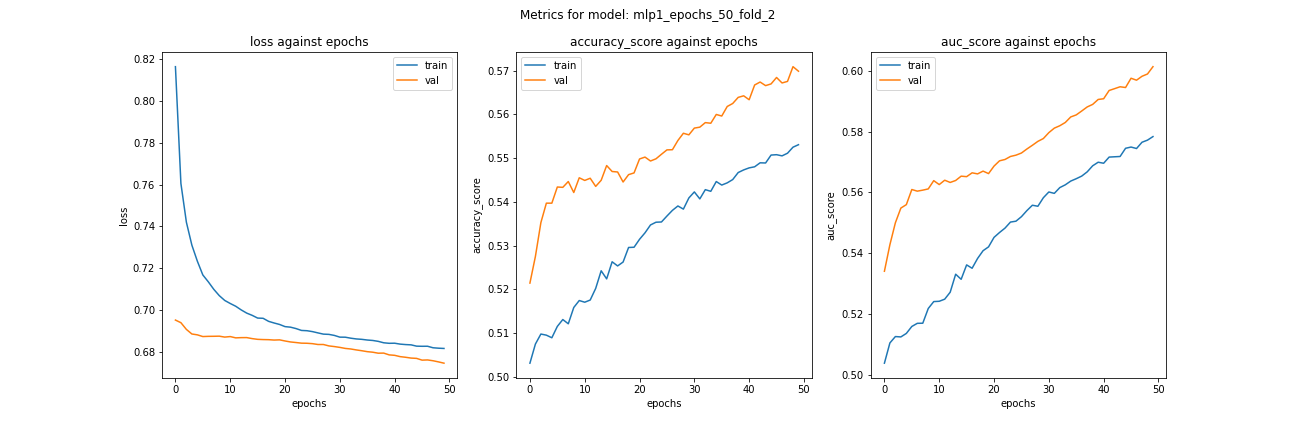 Metrics for model: mlp1_epochs_50_fold_2
loss against epochs
train
val
0.82
0.80
0.78
0.76
0.74
0.72
0.70
0.68
loss
0 10 20 30 40 50
epochs
accuracy_score against epochs
train
val
0.57
0.56
0.55
0.54
0.53
0.52
0.51
0.50
accuracy_score
0 10 20 30 40 50
epochs
auc_score against epochs
train
val
0.60
0.58
0.56
0.54
0.52
0.50
auc_score
0 10 20 30 40 50
epochs